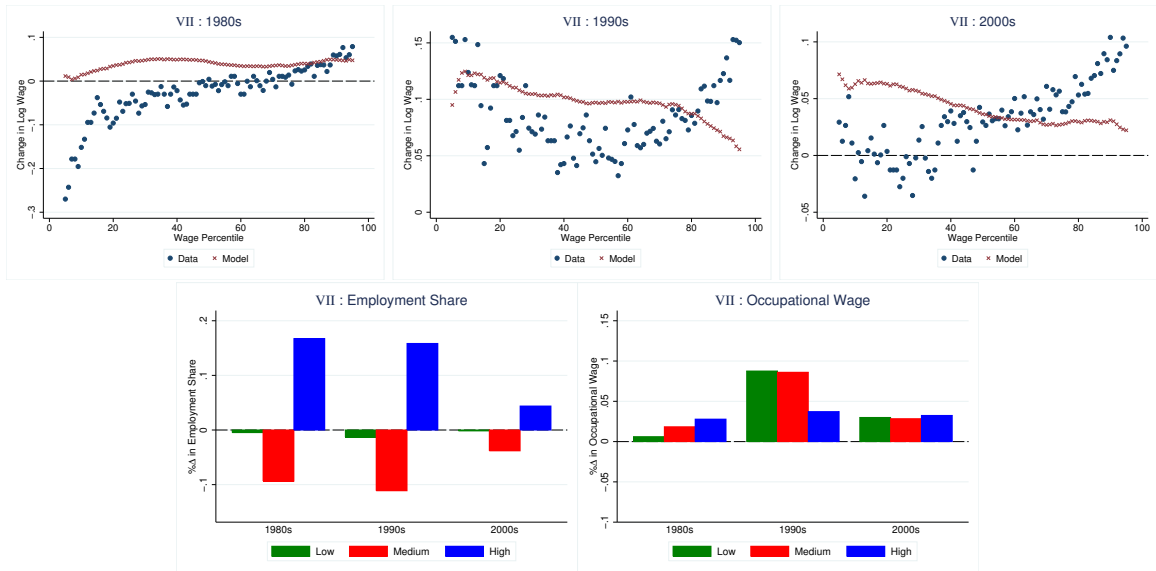 VII : 1980s
Change in Log Wage
.1
0
-.1
-.2
-.3
0 20 40 60 80 100
Wage Percentile
Data Model
VII : 1990s
Change in Log Wage
.15
.1
.05
0
0 20 40 60 80 100
Wage Percentile
Data Model
VII : 2000s
Change in Log Wage
.1
.05
0
-.05
0 20 40 60 80 100
Wage Percentile
Data Model
VII : Employment Share
%Δ in Employment Share
.2
.1
0
-.1
1980s 1990s 2000s
Low Medium High
VII : Occupational Wage
%Δ in Occupational Wage
.15
.1
.05
0
-.05
-.1
1980s 1990s 2000s
Low Medium High